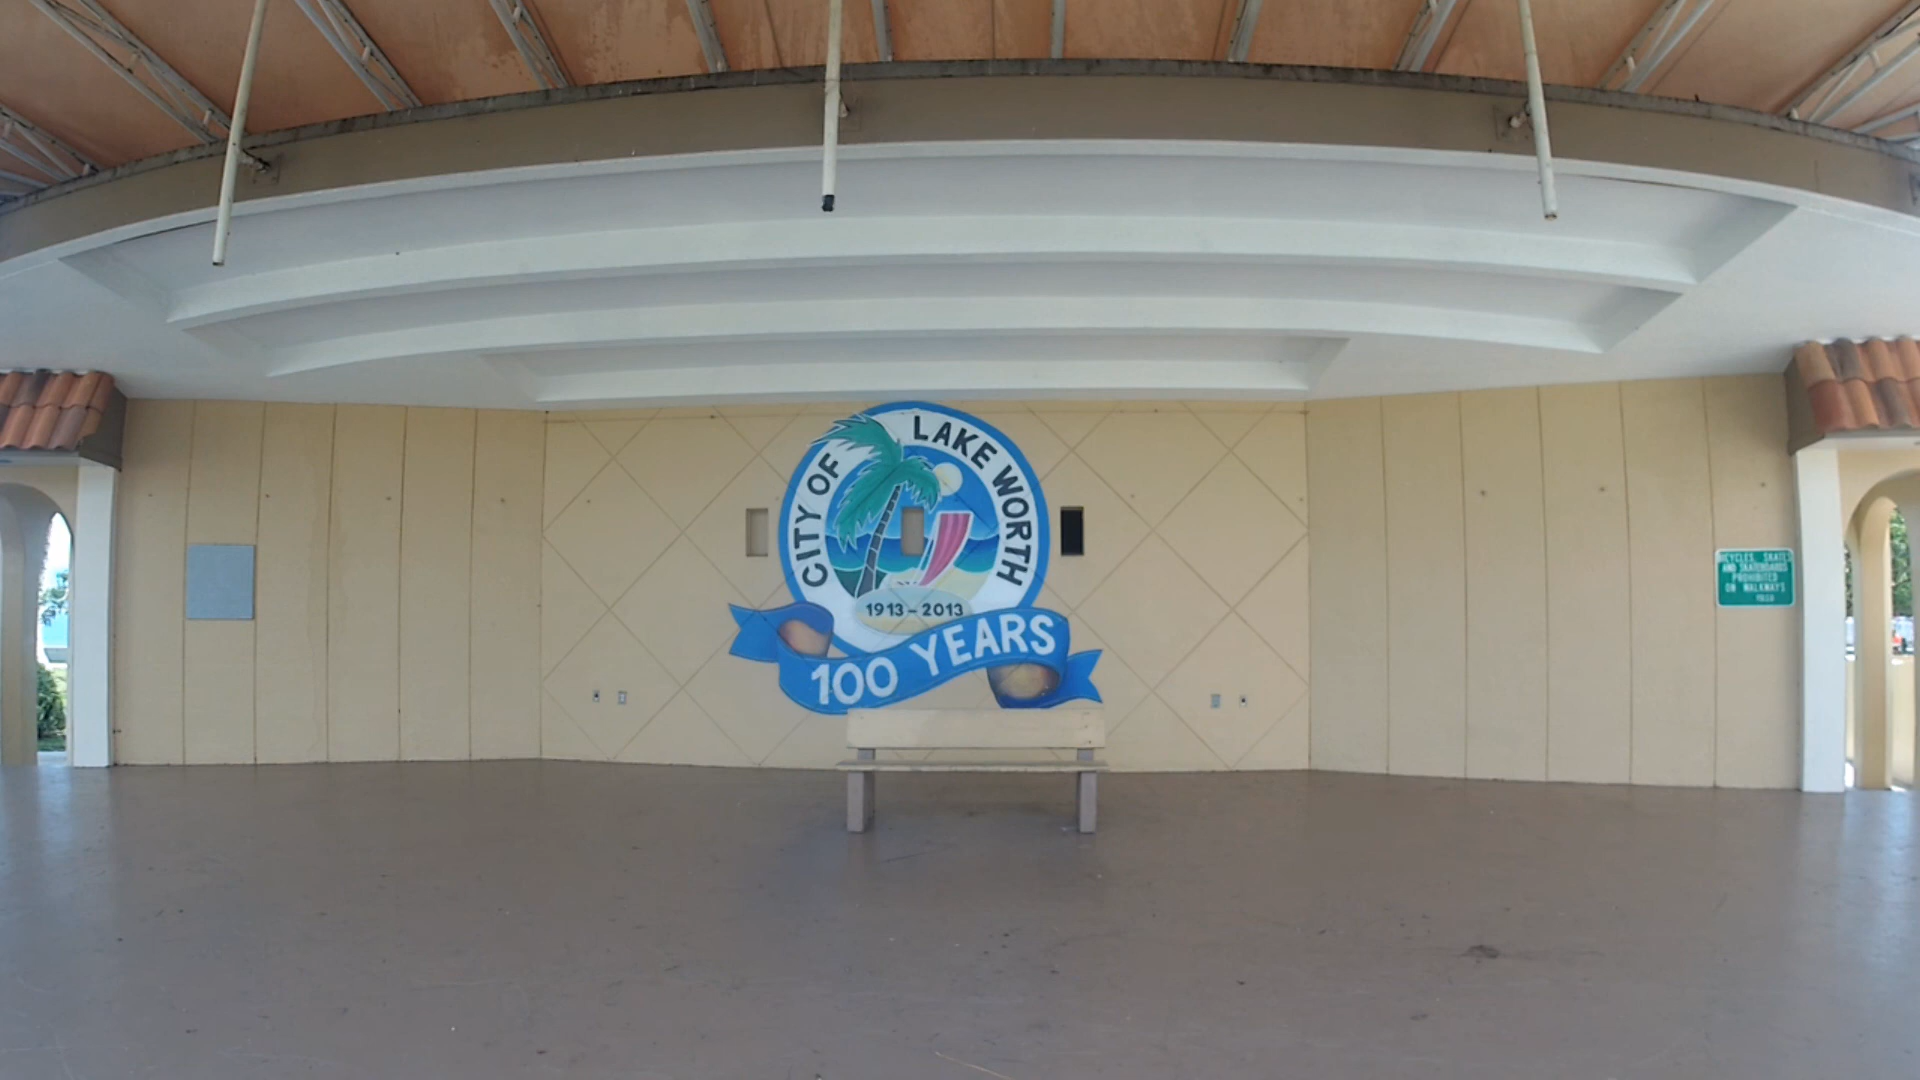 CITY OF LAKE WORTH
1913-2013
100 YEARS
BICYCLES SKATES
AND SKATEBOARDS
PROHIBITED
ON WALKWAYS